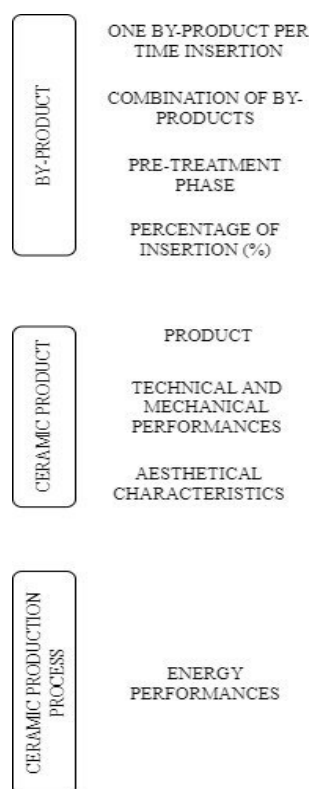 BY-PRODUCT
ONE BY-PRODUCT PER
TIME INSERTION
COMBINATION OF BY-
PRODUCTS
PRE-TREATMENT
PHASE
PERCENTAGE OF
INSERTION (%)
CERAMIC PRODUCT
PRODUCT
TECHNICAL AND
MECHANICAL
PERFORMANCES
AESTHETICAL
CHARACTERISTICS
CERAMIC PRODUCTION
PROCESS
ENERGY
PERFORMANCES